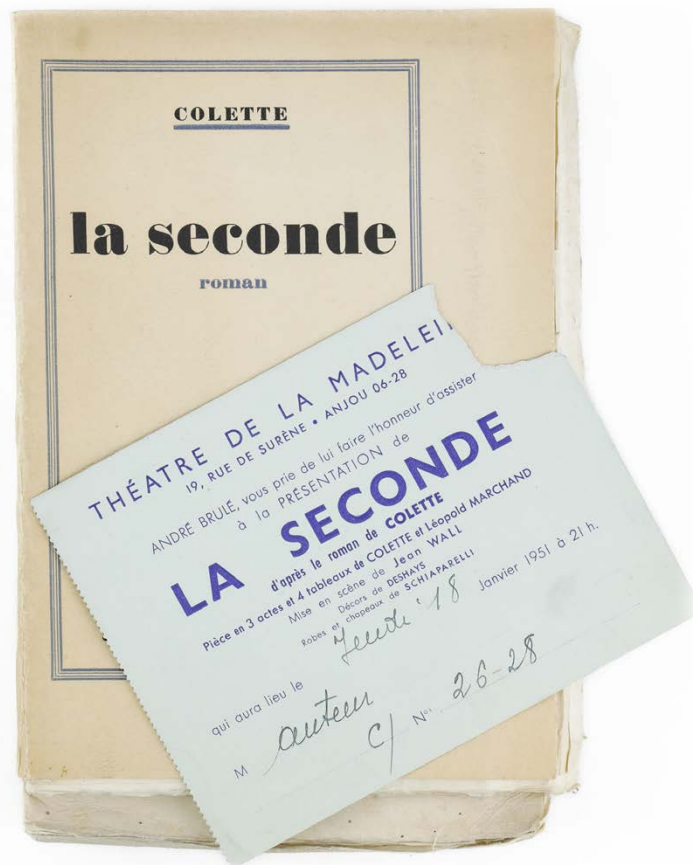 COLETTE
la seconde
roman
THÉATRE DE LA MADELEI
19, RUE DE SURÈNE • ANJOU 06-28
ANDRÉ BRULÉ, vous prie de lui faire l'honneur d'assister
à la PRÉSENTATION de
LA SECONDE
d'après le roman de COLETTE
Pièce en 3 actes et 4 tableaux de COLETTE et Léopold MARCHAND
Mise en scène de Jean WALL
Décors de DESHAYS
Robes et chapeaux de SCHIAPARELLI
qui aura lieu le Jeudi 18 Janvier 1951 à 21 h.
M auteur
C/ Nos 26-28